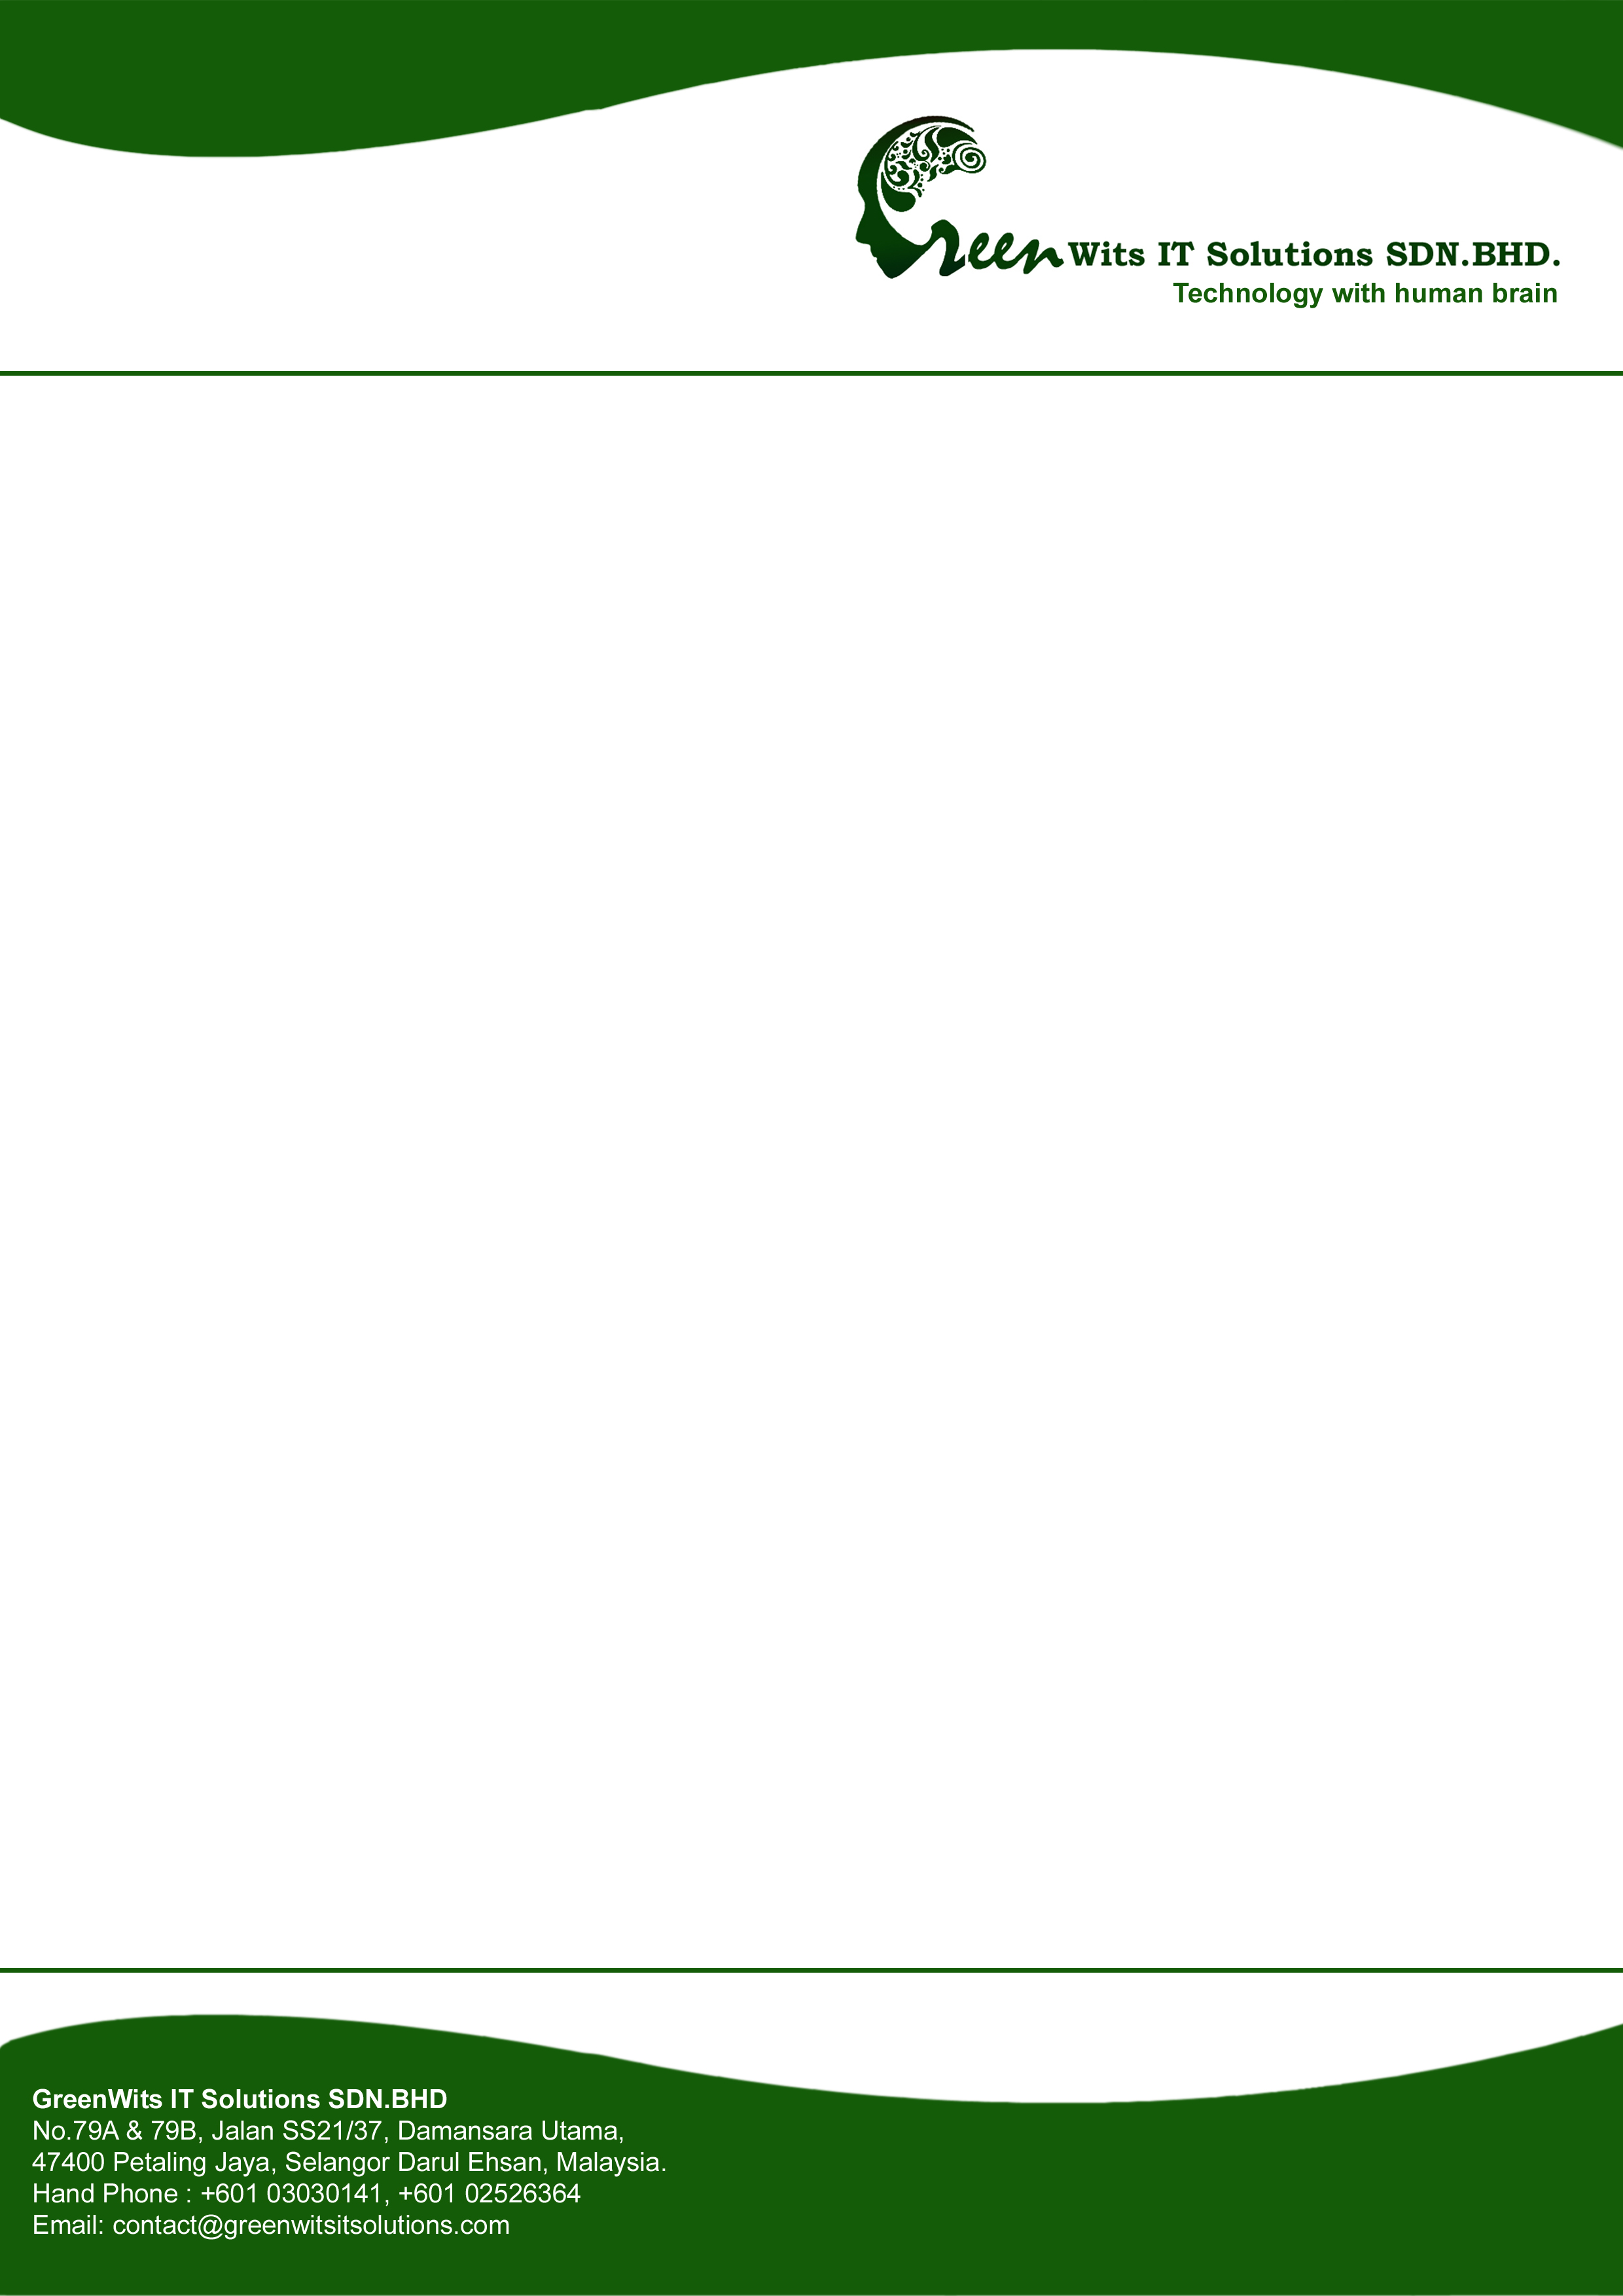 Green Wits IT Solutions SDN.BHD.
Technology with human brain
GreenWits IT Solutions SDN.BHD
No.79A & 79B, Jalan SS21/37, Damansara Utama,
47400 Petaling Jaya, Selangor Darul Ehsan, Malaysia.
Hand Phone : +601 03030141, +601 02526364
Email: contact@greenwitsitsolutions.com